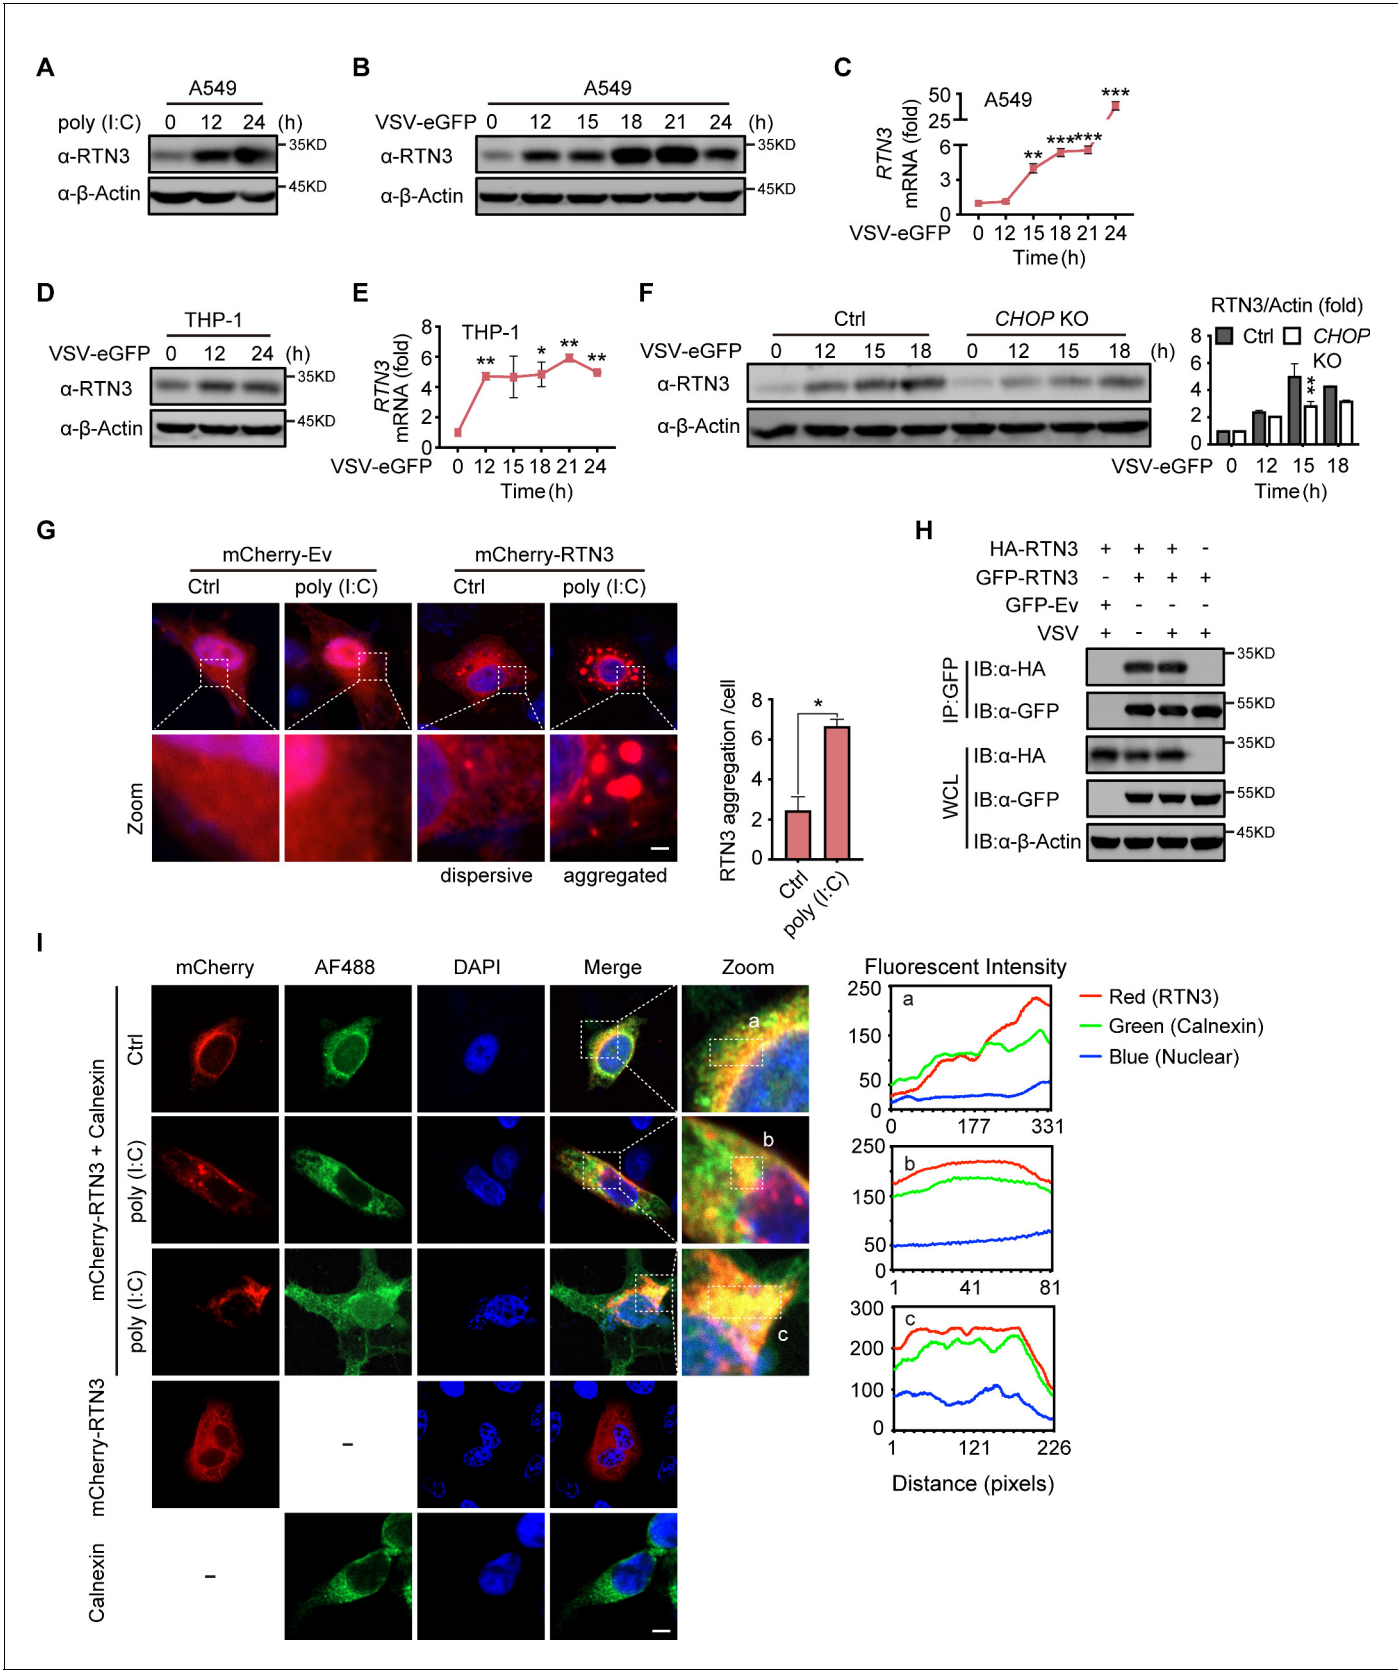 A
A549
poly (I:C) 0 12 24 (h)
α-RTN3
35KD
α-β-Actin
45KD
B
A549
VSV-eGFP 0 12 15 18 21 24 (h)
α-RTN3
35KD
α-β-Actin
45KD
C
A549
RTN3
mRNA (fold)
50
25
6
3
0
**
***
***
***
VSV-eGFP 0 12 15 18 21 24
Time (h)
D
THP-1
VSV-eGFP 0 12 24 (h)
α-RTN3
35KD
α-β-Actin
45KD
E
THP-1
RTN3
mRNA (fold)
8
6
4
2
0
**
*
**
**
VSV-eGFP 0 12 15 18 21 24
Time (h)
F
Ctrl
CHOP KO
VSV-eGFP 0 12 15 18 0 12 15 18 (h)
α-RTN3
35KD
α-β-Actin
45KD
RTN3/Actin (fold)
Ctrl
CHOP
KO
8
6
4
2
0
**
VSV-eGFP 0 12 15 18
Time (h)
G
mCherry-Ev
mCherry-RTN3
Ctrl poly (I:C) Ctrl poly (I:C)
Zoom
dispersive aggregated
RTN3 aggregation /cell
8
6
4
2
0
*
Ctrl
poly (I:C)
H
HA-RTN3 + + + -
GFP-RTN3 - + + +
GFP-Ev + - - -
VSV + - + +
IP:GFP
IB:α-HA
35KD
IB:α-GFP
55KD
WCL
IB:α-HA
35KD
IB:α-GFP
55KD
IB:α-β-Actin
45KD
I
mCherry AF488 DAPI Merge Zoom
mCherry-RTN3 + Calnexin
Ctrl
a
poly (I:C)
b
poly (I:C)
c
mCherry-RTN3
–
Calnexin
–
Fluorescent Intensity
a
250
150
50
0
0 177 331
Red (RTN3)
Green (Calnexin)
Blue (Nuclear)
b
250
150
50
0
1 41 81
c
300
200
100
0
1 121 226
Distance (pixels)